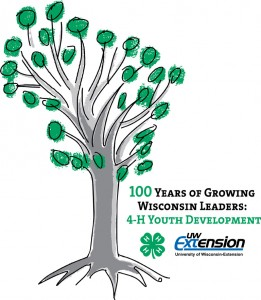 100 Years of Growing
Wisconsin Leaders:
4-H Youth Development
UW
Extension
University of Wisconsin-Extension